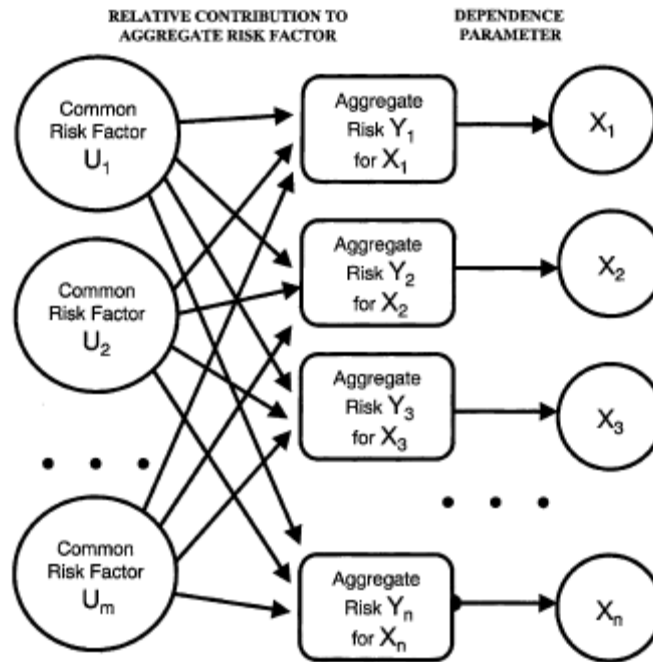 RELATIVE CONTRIBUTION TO
AGGREGATE RISK FACTOR
DEPENDENCE
PARAMETER
Common
Risk Factor
U₁
Aggregate
Risk Y₁
for X₁
X₁
Common
Risk Factor
U₂
Aggregate
Risk Y₂
for X₂
X₂
Aggregate
Risk Y₃
for X₃
X₃
Common
Risk Factor
Uₘ
Aggregate
Risk Yₙ
for Xₙ
Xₙ